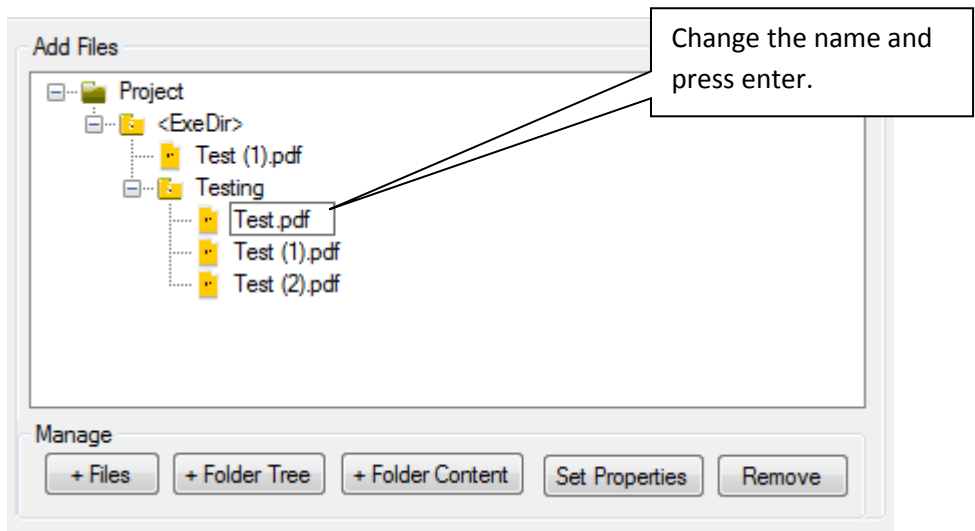 Add Files
Change the name and
press enter.
Project
<ExeDir>
Test (1).pdf
Testing
Test.pdf
Test (1).pdf
Test (2).pdf
Manage
+ Files
+ Folder Tree
+ Folder Content
Set Properties
Remove